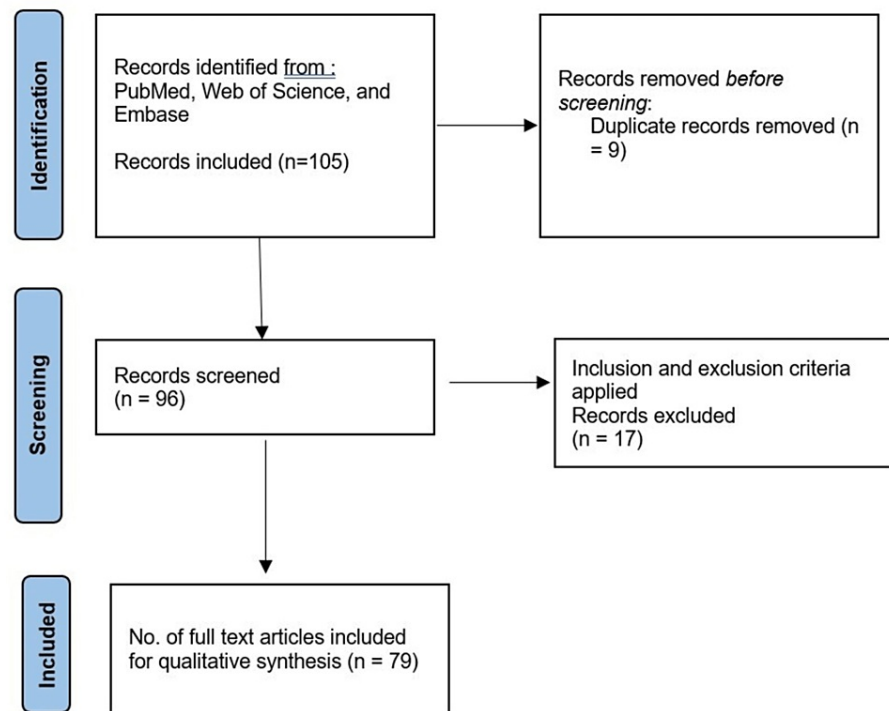 Identification
Records identified from :
PubMed, Web of Science, and
Embase
Records included (n=105)
Records removed before
screening:
Duplicate records removed (n
= 9)
Screening
Records screened
(n = 96)
Inclusion and exclusion criteria
applied
Records excluded
(n = 17)
Included
No. of full text articles included
for qualitative synthesis (n = 79)